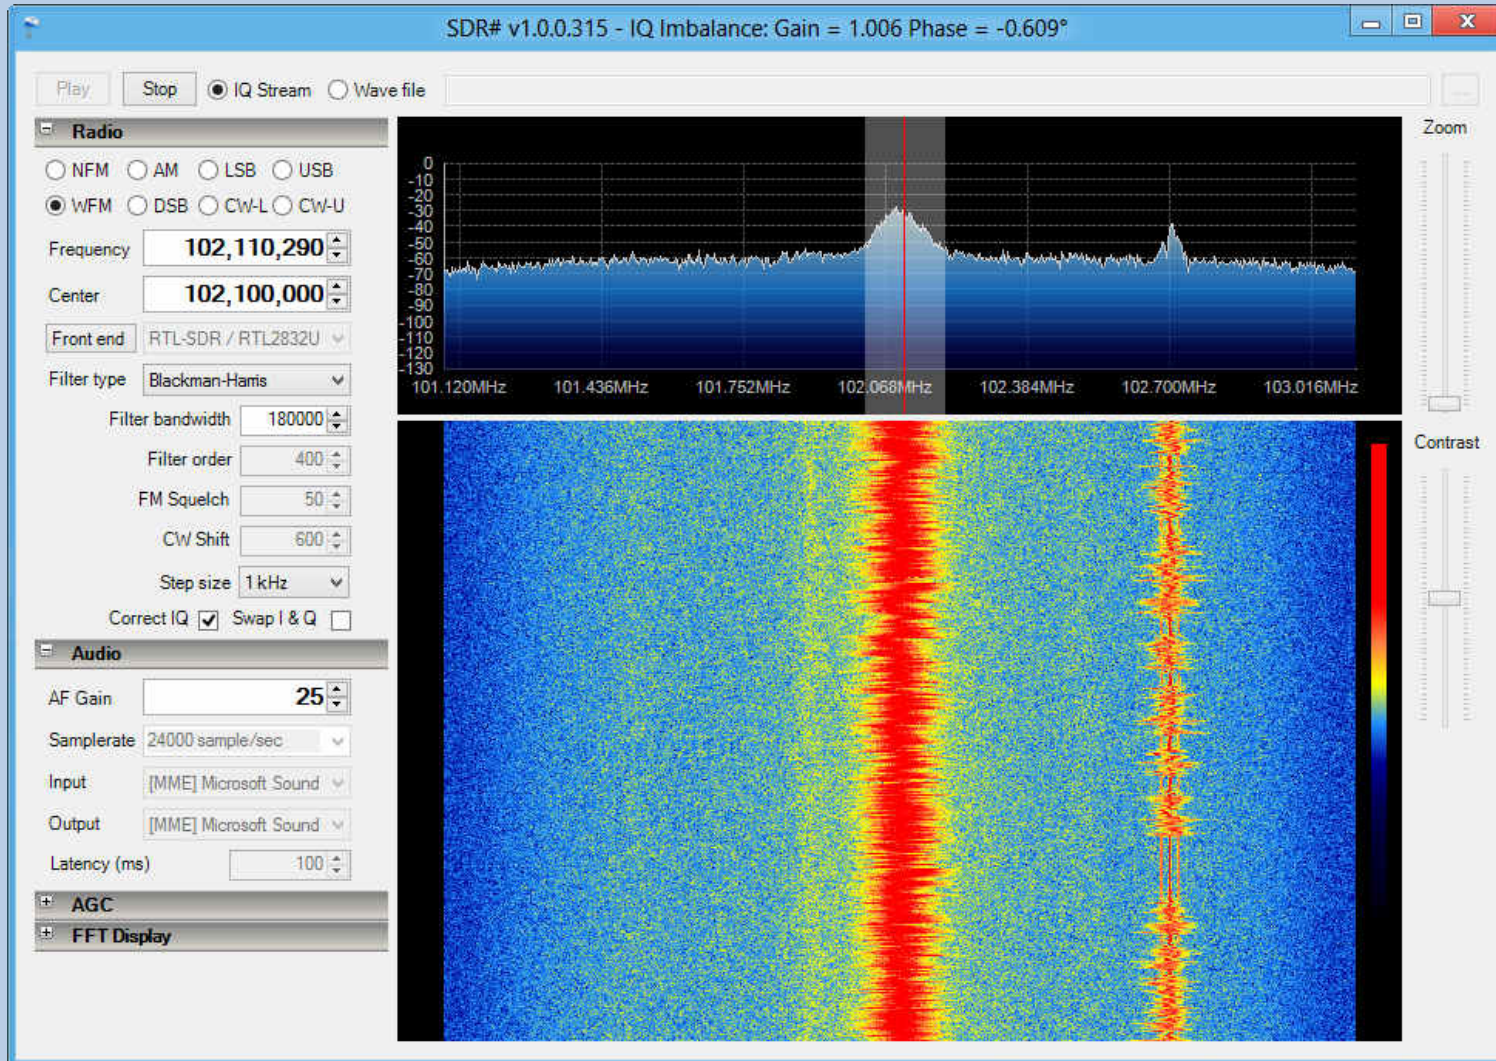 SDR# v1.0.0.315 - IQ Imbalance: Gain = 1.006 Phase = -0.609°
Play Stop IQ Stream Wave file ...
Radio
NFM AM LSB USB
WFM DSB CW-L CW-U
Frequency 102,110,290
Center 102,100,000
Front end RTL-SDR / RTL2832U
Filter type Blackman-Harris
Filter bandwidth 180000
Filter order 400
FM Squelch 50
CW Shift 600
Step size 1 kHz
Correct IQ Swap I & Q
Audio
AF Gain 25
Samplerate 24000 sample/sec
Input [MME] Microsoft Sound
Output [MME] Microsoft Sound
Latency (ms) 100
AGC
FFT Display
0
-10
-20
-30
-40
-50
-60
-70
-80
-90
-100
-110
-120
-130
101.120MHz 101.436MHz 101.752MHz 102.068MHz 102.384MHz 102.700MHz 103.016MHz
Zoom
Contrast